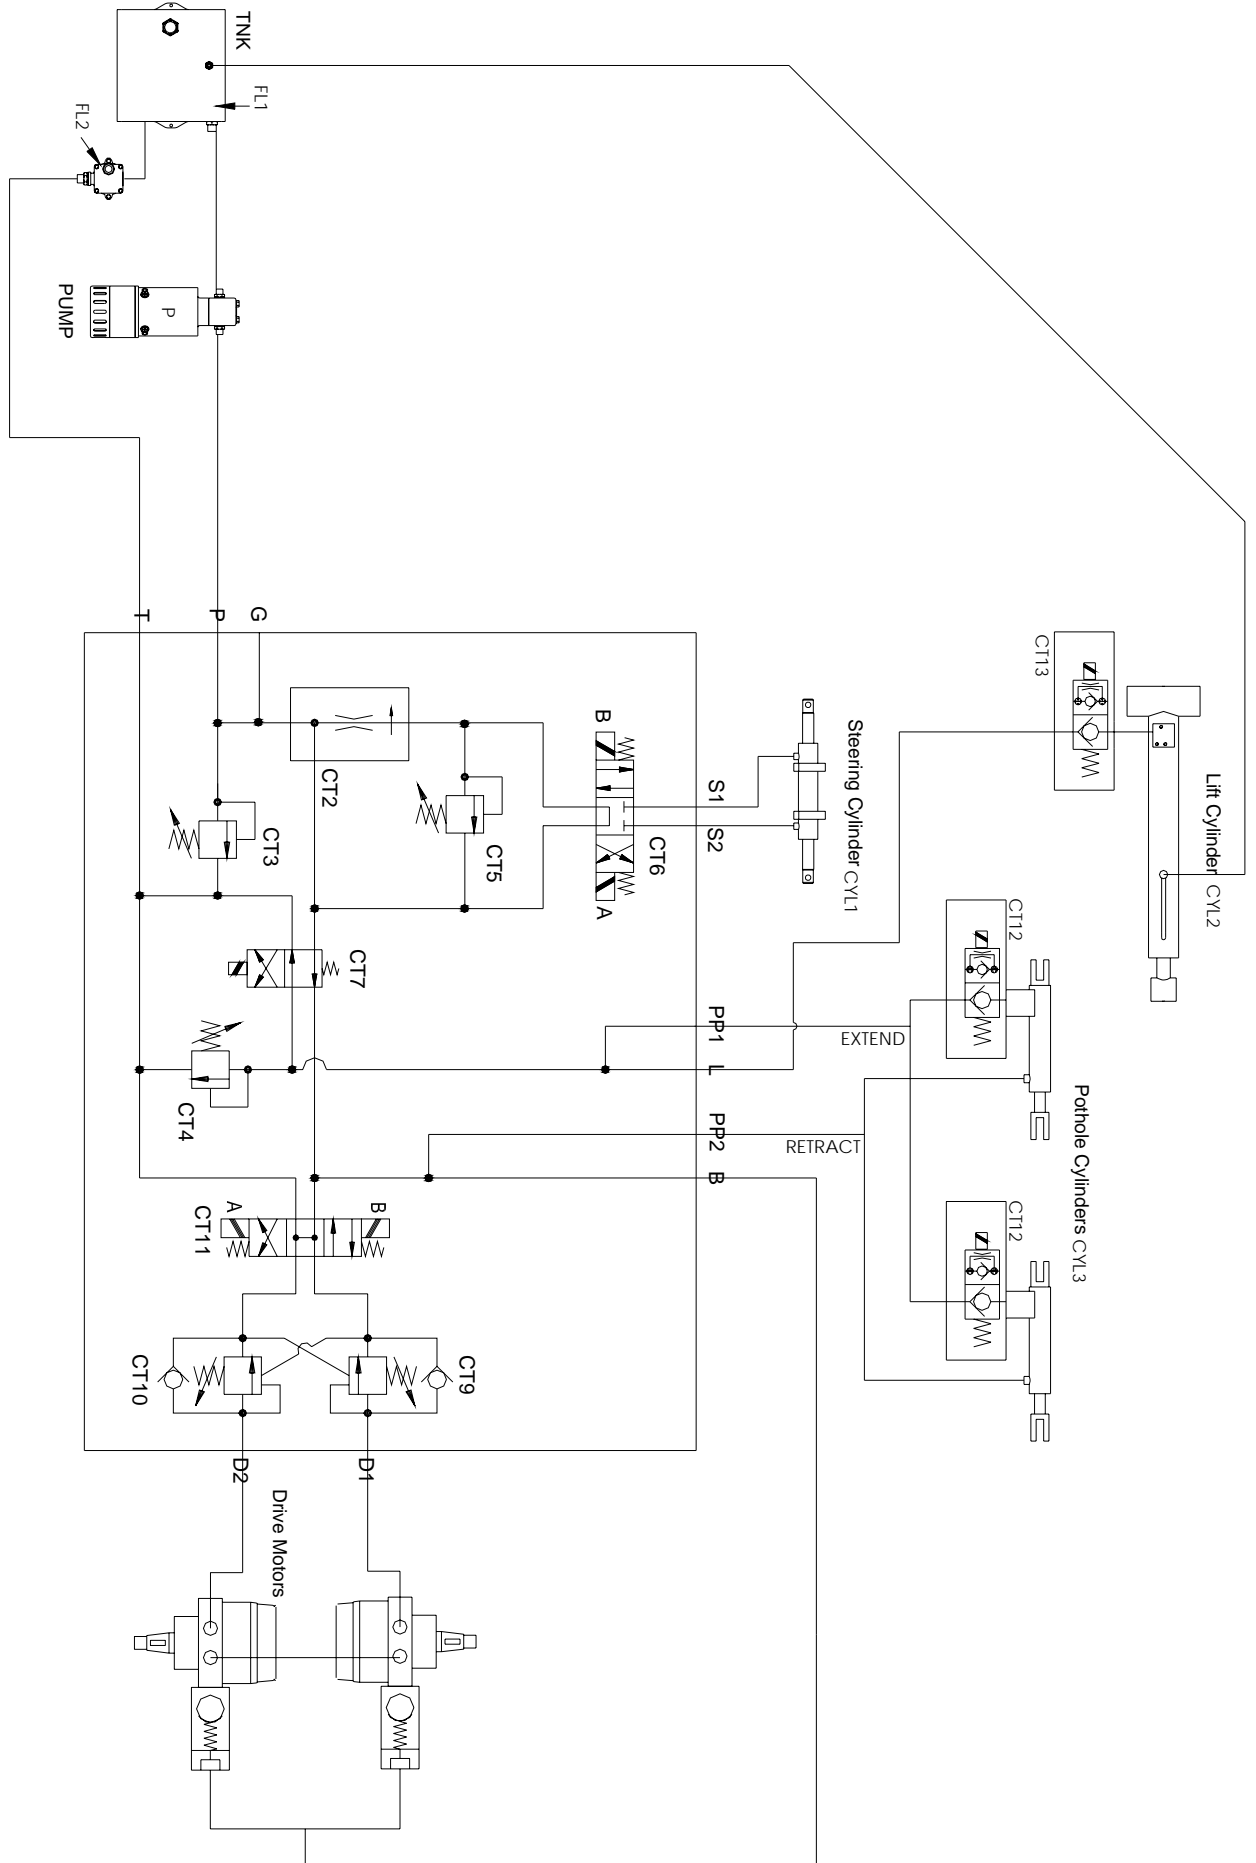 TNK
FL1
FL2
P
PUMP
T
P
G
CT2
CT3
CT5
B
CT6
A
S1
S2
Steering Cylinder CYL1
CT13
Lift Cylinder CYL2
CT7
CT4
PP1
L
EXTEND
PP2
RETRACT
B
CT12
CT12
Pothole Cylinders CYL3
A
B
CT11
CT9
CT10
D2
D1
Drive Motors